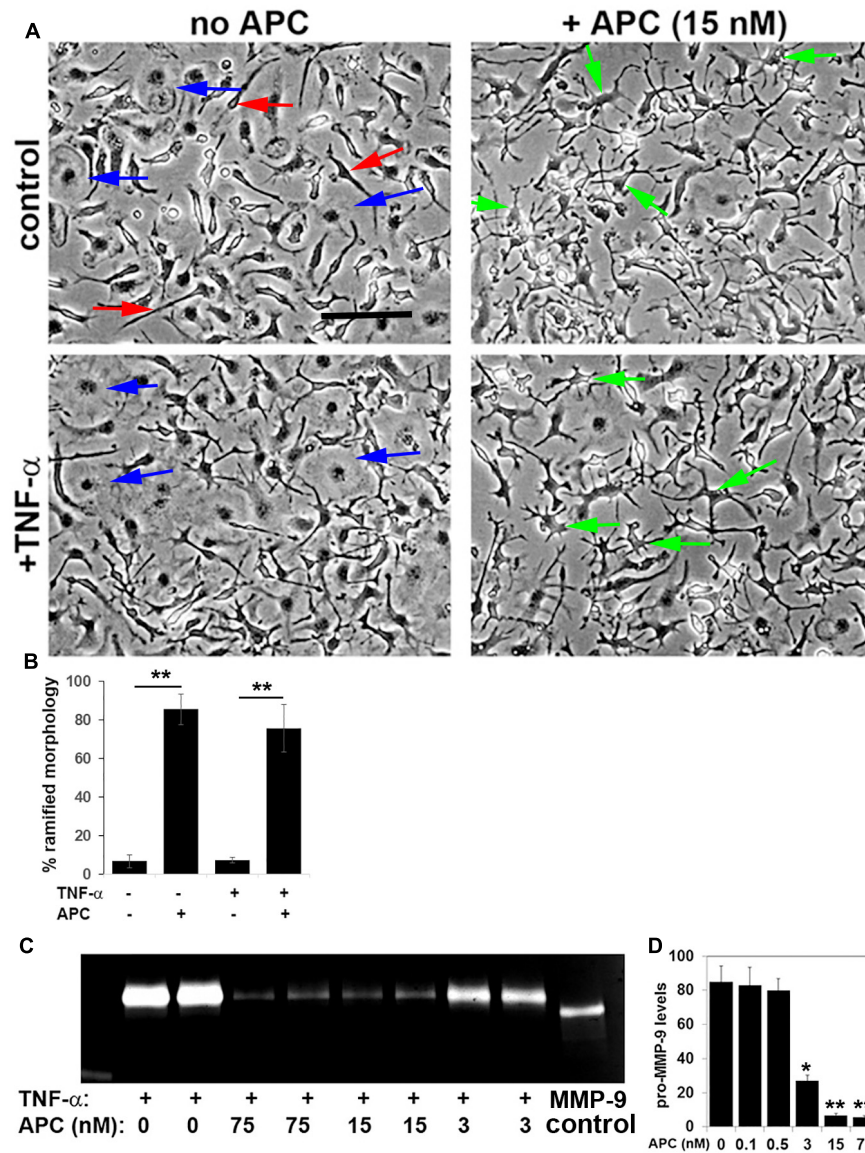 A
no APC
+ APC (15 nM)
control
+TNF-α
B
% ramified morphology
100
80
60
40
20
0
** **
TNF-α - - + +
APC - + - +
C
TNF-α: + + + + + + + + MMP-9
APC (nM): 0 0 75 75 15 15 3 3 control
D
pro-MMP-9 levels
100
80
60
40
20
0
* **
APC (nM) 0 0.1 0.5 3 15